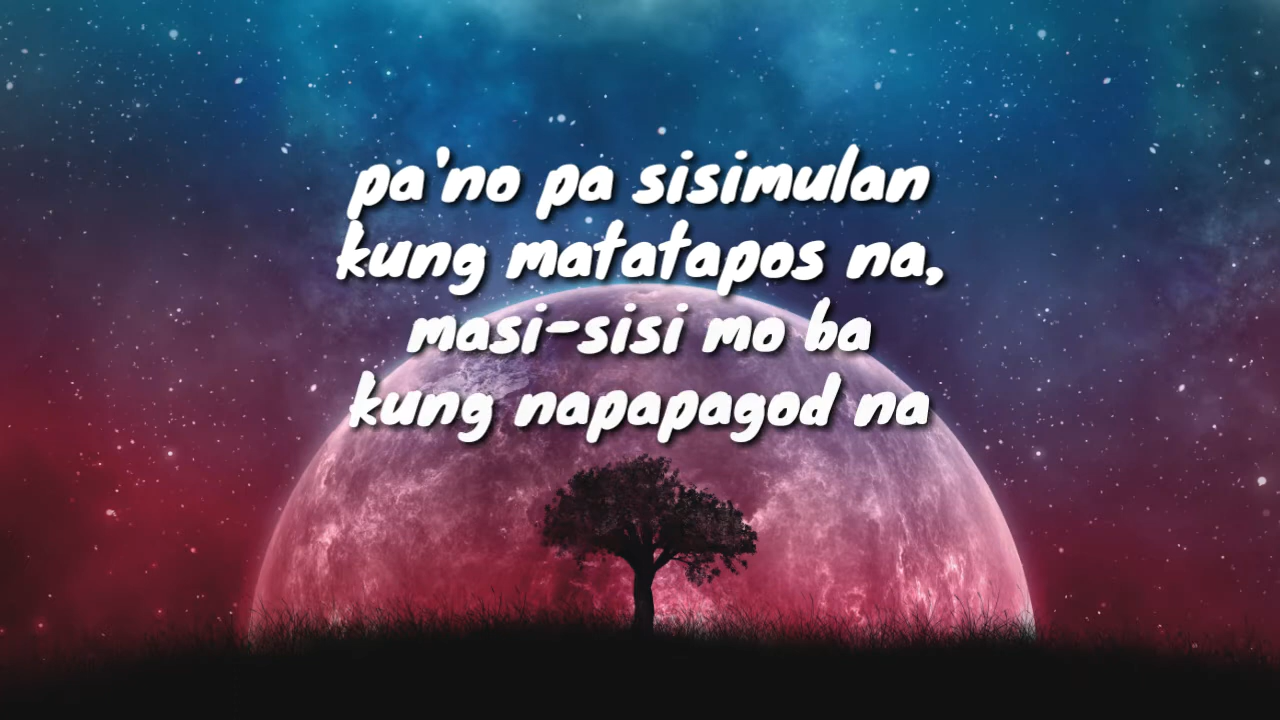 pa'no pa sisimulan
kung matatapos na,
masi-sisi mo ba
kung napapagod na